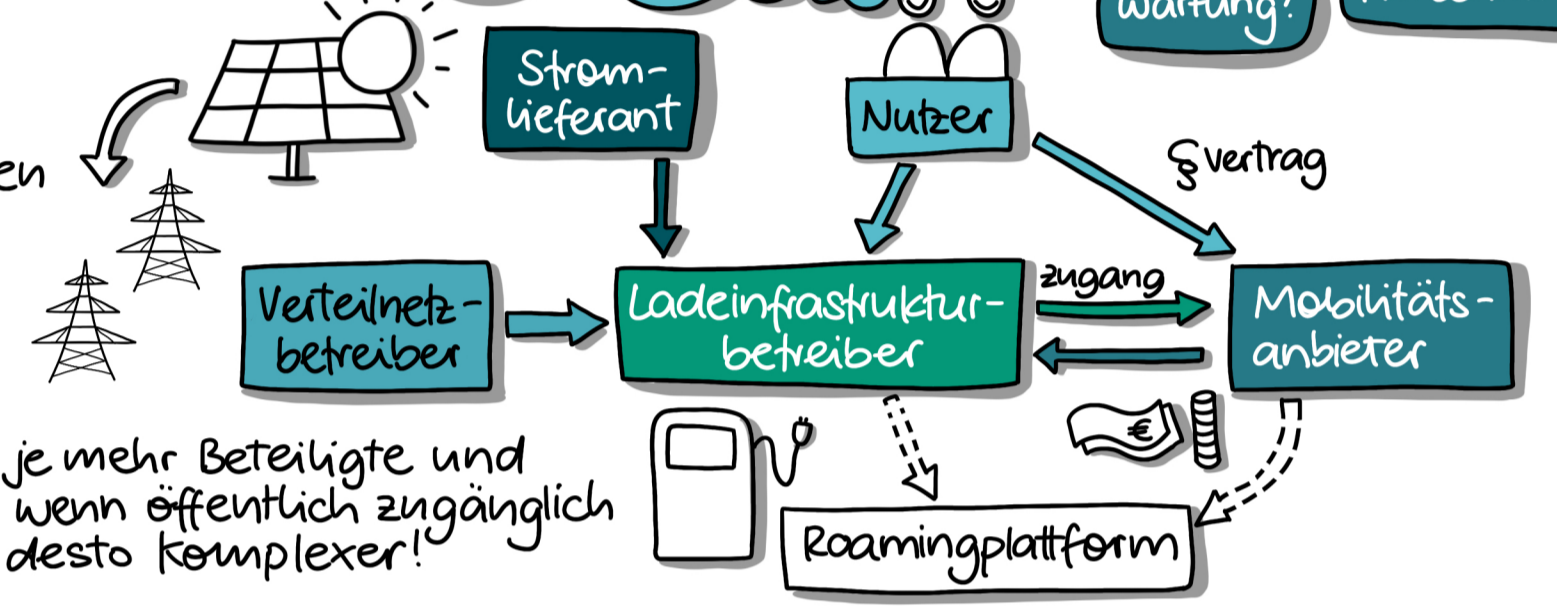 Wartung?
Strom-
lieferant
Nutzer
§vertrag
en
Verteilnetz-
betreiber
Ladeinfrastruktur-
betreiber
zugang
Mobilitäts-
anbieter
€
je mehr Beteiligte und
wenn öffentlich zugänglich
desto komplexer!
Roamingplattform